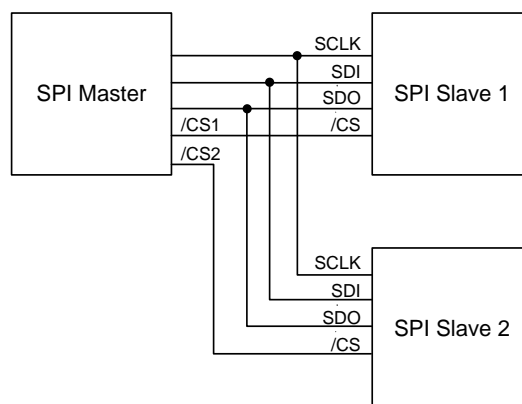 SPI Master
/CS1
/CS2
SCLK
SDI
SDO
/CS
SPI Slave 1
SCLK
SDI
SDO
/CS
SPI Slave 2